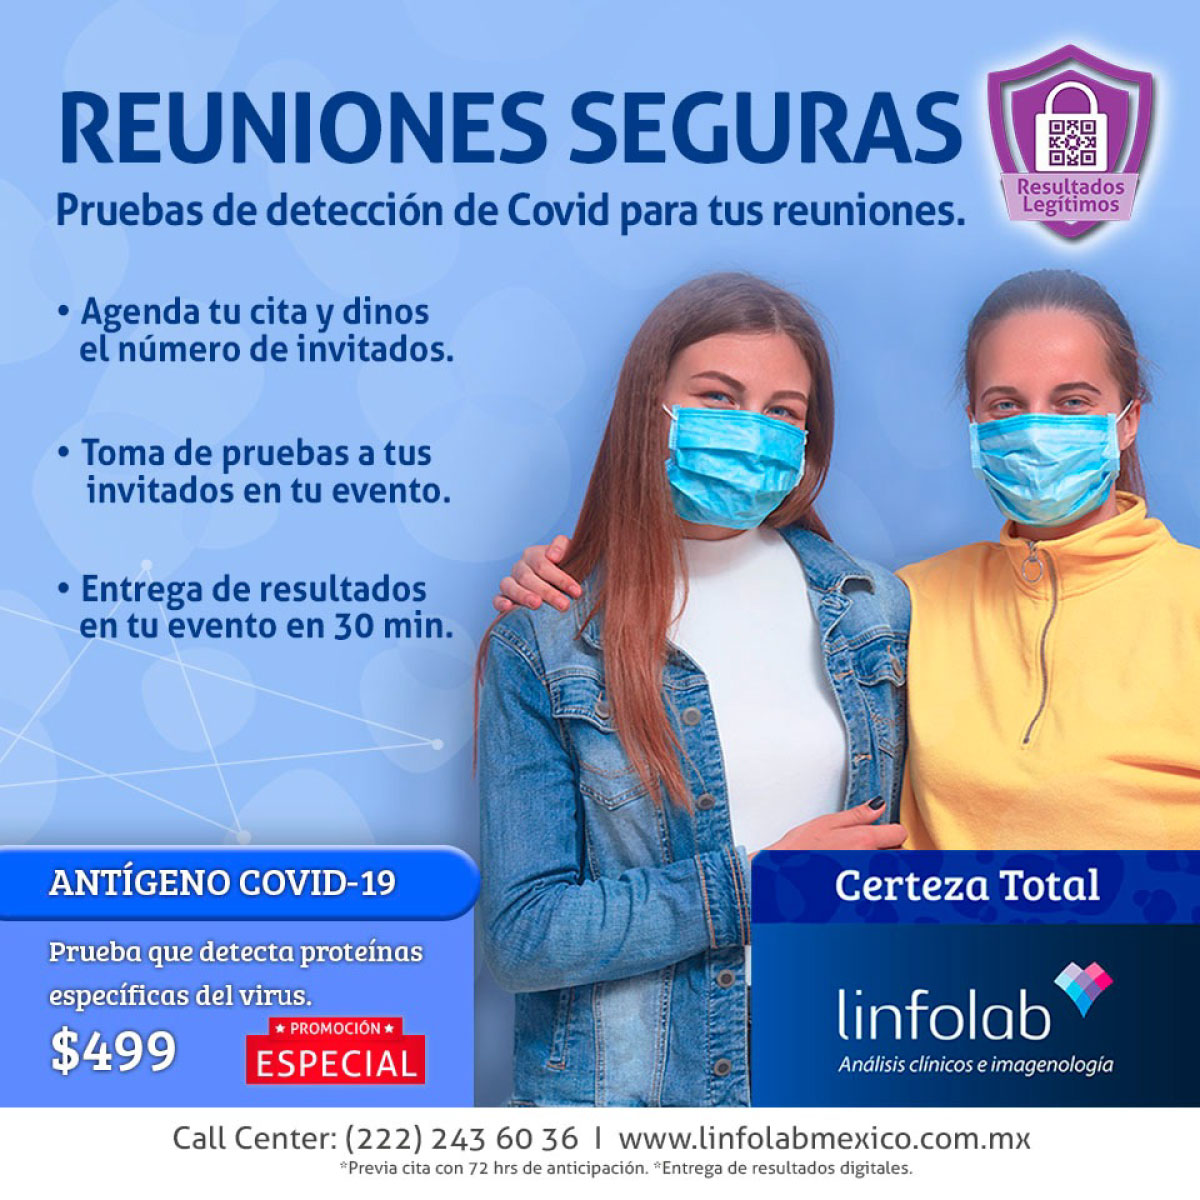 REUNIONES SEGURAS
Pruebas de detección de Covid para tus reuniones.
Resultados
Legítimos
• Agenda tu cita y dinos
el número de invitados.
• Toma de pruebas a tus
invitados en tu evento.
• Entrega de resultados
en tu evento en 30 min.
ANTÍGENO COVID-19
Prueba que detecta proteínas
específicas del virus.
$499
★ PROMOCIÓN ★
ESPECIAL
Certeza Total
linfolab
Análisis clínicos e imagenología
Call Center: (222) 243 60 36 | www.linfolabmexico.com.mx
*Previa cita con 72 hrs de anticipación. *Entrega de resultados digitales.